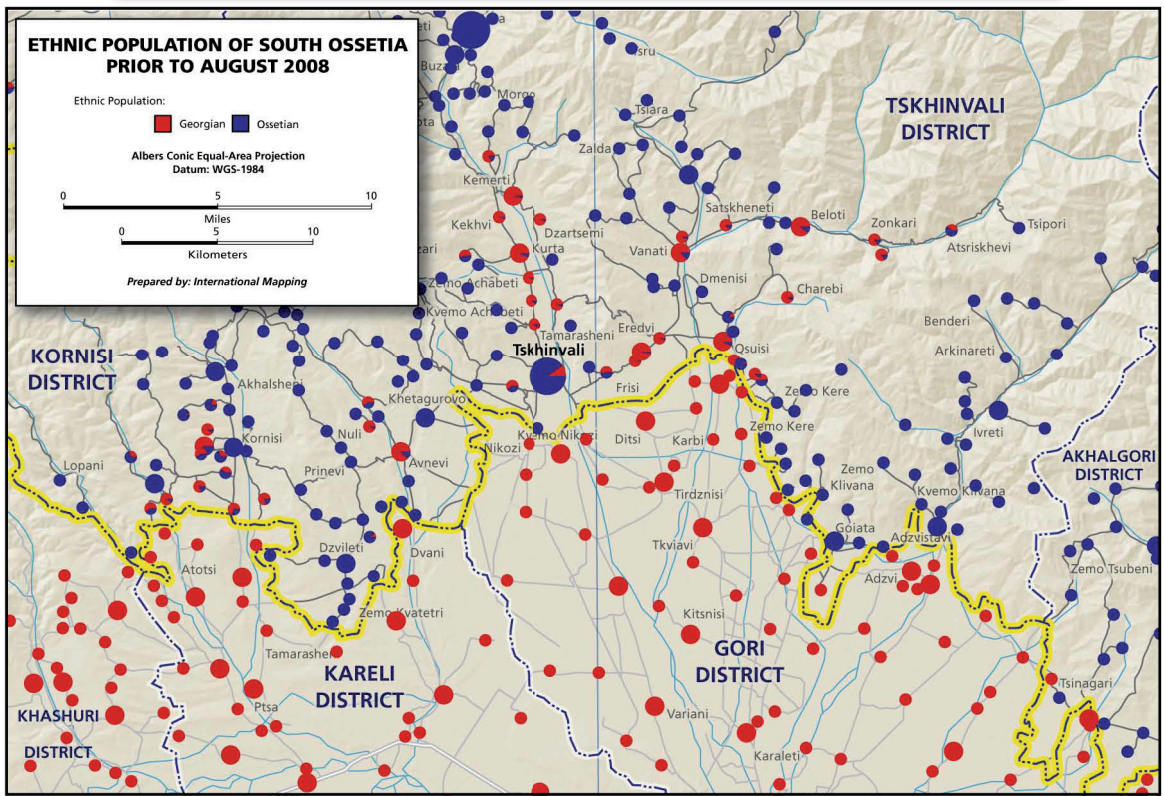 ETHNIC POPULATION OF SOUTH OSSETIA
PRIOR TO AUGUST 2008
Ethnic Population:
Georgian Ossetian
Albers Conic Equal-Area Projection
Datum: WGS-1984
0 5 10
Miles
0 5 10
Kilometers
Prepared by: International Mapping
TSKHINVALI
DISTRICT
Tsiara
Zalda
Kemerti
Kekhvi
Dzartsemi
Kurta
Satskheneti
Beloti
Zonkari
Atsriskhevi
Tsipori
Vanati
Zemo Achabeti
Dmenisi
Charebi
Kvemo Achabeti
Tamarasheni
Eredvi
Tskhinvali
Qsuisi
Benderi
Arkinareti
KORNISI
DISTRICT
Akhalsheni
Khetagurovo
Frisi
Zemo Kere
Zemo Kere
Kornisi
Nuli
Avnevi
Nikozi
Kvemo Nikozi
Ditsi
Karbi
Ivreti
AKHALGORI
DISTRICT
Lopani
Prinevi
Tirdznisi
Zemo
Klivana
Kvemo Klivana
Goiata
Adzvistavi
Atotsi
Dzvileti
Dvani
Tkviavi
Adzvi
Zemo Tsubeni
Zemo Kvatetri
Kitsnisi
KARELI
DISTRICT
GORI
DISTRICT
Tsinagari
KHASHURI
DISTRICT
Ptsa
Variani
Karaleti